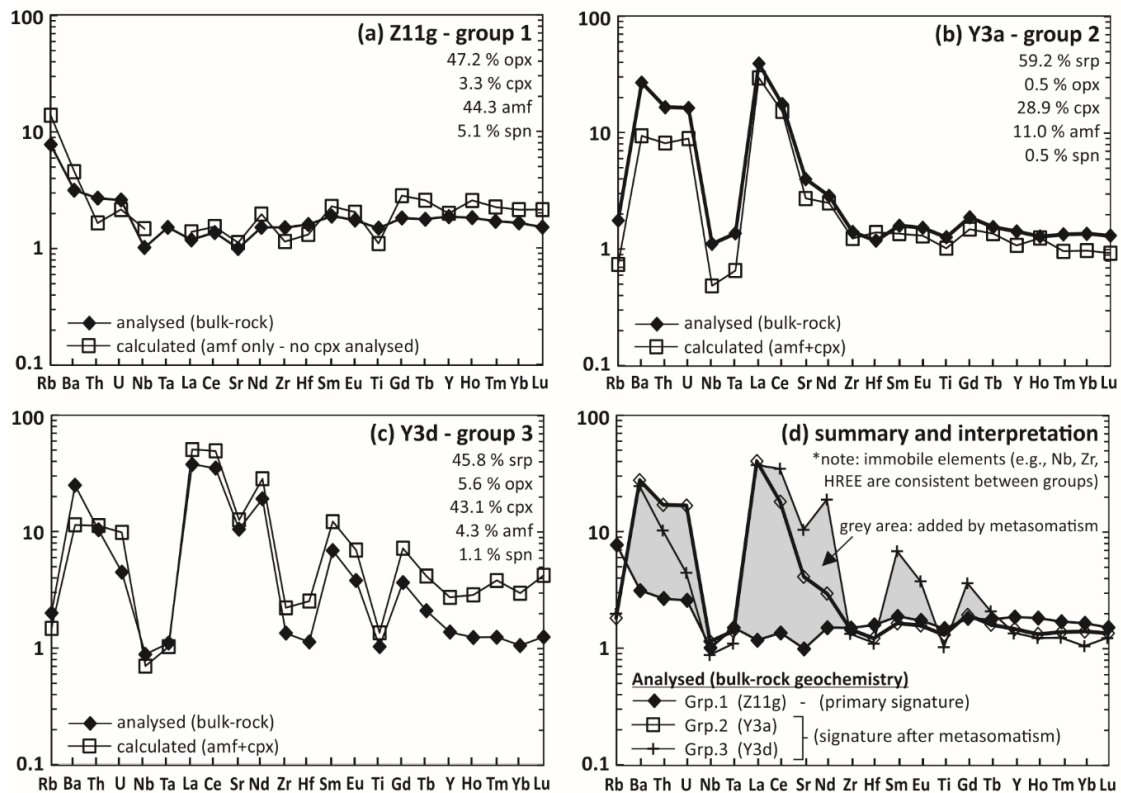 100
10
1
0.1
(a) Z11g - group 1
47.2 % opx
3.3 % cpx
44.3 amf
5.1 % spn
analysed (bulk-rock)
calculated (amf only - no cpx analysed)
Rb Ba Th U Nb Ta La Ce Sr Nd Zr Hf Sm Eu Ti Gd Tb Y Ho Tm Yb Lu
100
10
1
0.1
(b) Y3a - group 2
59.2 % srp
0.5 % opx
28.9 % cpx
11.0 % amf
0.5 % spn
analysed (bulk-rock)
calculated (amf+cpx)
Rb Ba Th U Nb Ta La Ce Sr Nd Zr Hf Sm Eu Ti Gd Tb Y Ho Tm Yb Lu
100
10
1
0.1
(c) Y3d - group 3
45.8 % srp
5.6 % opx
43.1 % cpx
4.3 % amf
1.1 % spn
analysed (bulk-rock)
calculated (amf+cpx)
Rb Ba Th U Nb Ta La Ce Sr Nd Zr Hf Sm Eu Ti Gd Tb Y Ho Tm Yb Lu
100
10
1
0.1
(d) summary and interpretation
*note: immobile elements (e.g., Nb, Zr,
HREE are consistent between groups)
grey area: added by metasomatism
Analysed (bulk-rock geochemistry)
Grp.1 (Z11g) - (primary signature)
Grp.2 (Y3a)
Grp.3 (Y3d)
(signature after metasomatism)
Rb Ba Th U Nb Ta La Ce Sr Nd Zr Hf Sm Eu Ti Gd Tb Y Ho Tm Yb Lu